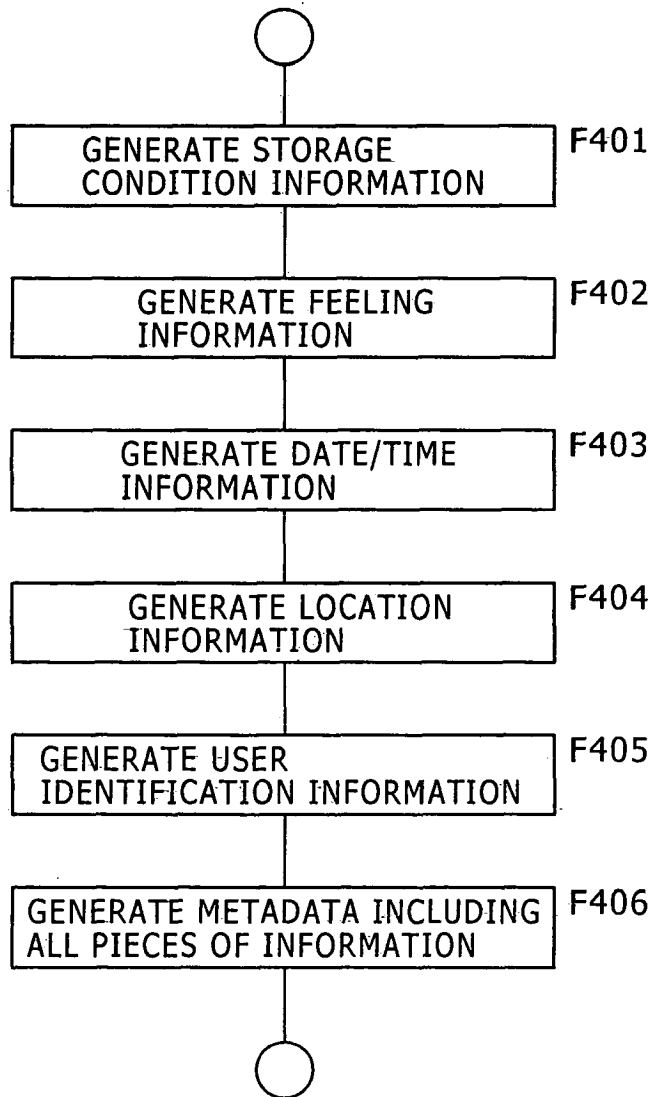 GENERATE STORAGE
CONDITION INFORMATION
F401
GENERATE FEELING
INFORMATION
F402
GENERATE DATE/TIME
INFORMATION
F403
GENERATE LOCATION
INFORMATION
F404
GENERATE USER
IDENTIFICATION INFORMATION
F405
GENERATE METADATA INCLUDING
ALL PIECES OF INFORMATION
F406